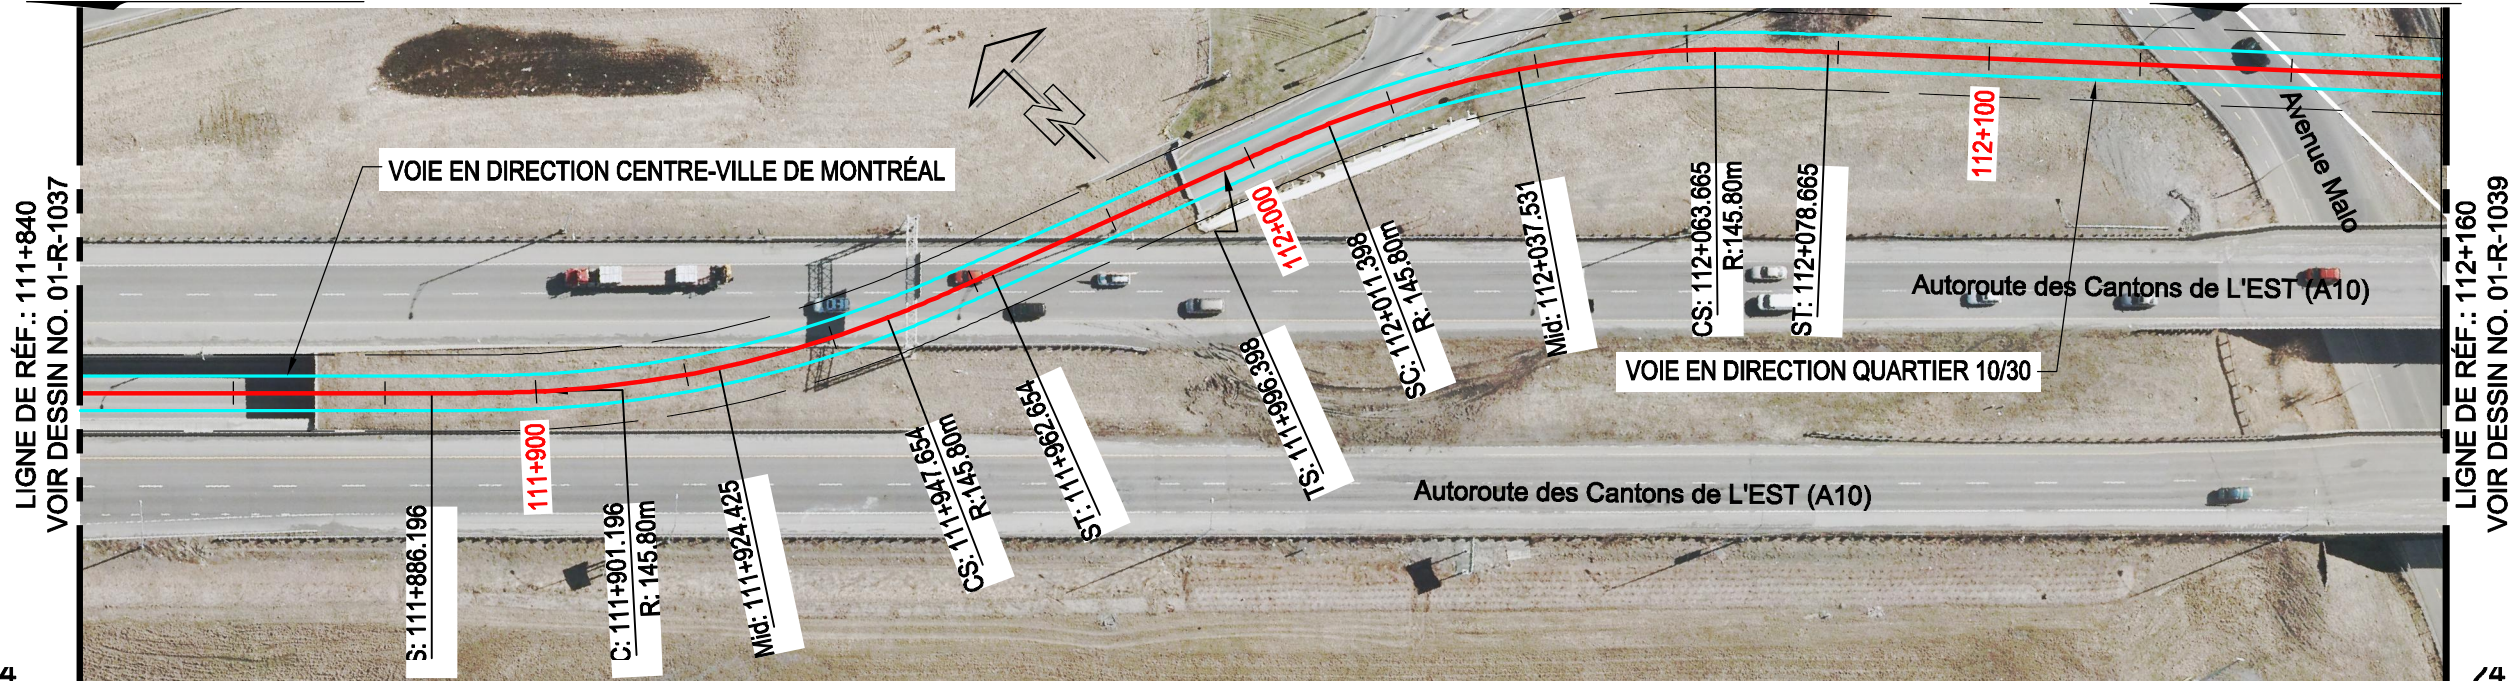 LIGNE DE RÉF.: 111+840
VOIR DESSIN NO. 01-R-1037
VOIE EN DIRECTION CENTRE-VILLE DE MONTRÉAL
N
S: 111+886.196
111+900
C: 111+901.196
R: 145.80m
Mid: 111+924.425
CS: 111+947.654
R:145.80m
ST: 111+962.654
TS: 111+996.398
112+000
SC: 112+011.398
R: 145.80m
Mid: 112+037.531
CS: 112+063.665
R:145.80m
ST: 112+078.665
112+100
Avenue Malo
Autoroute des Cantons de L'EST (A10)
VOIE EN DIRECTION QUARTIER 10/30
Autoroute des Cantons de L'EST (A10)
LIGNE DE RÉF.: 112+160
VOIR DESSIN NO. 01-R-1039
4
24